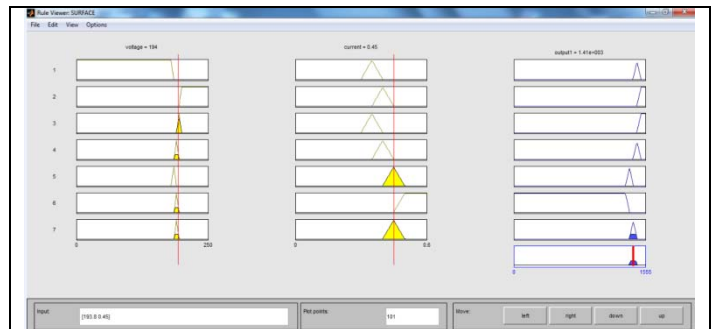 Rule Viewer: SURFACE
File Edit View Options
voltage = 194
current = 0.45
output1 = 1.41e+003
1
2
3
4
5
6
7
0 250
0 0.6
0 1555
Input: [193.8 0.45]
Plot points: 101
Move: left right down up